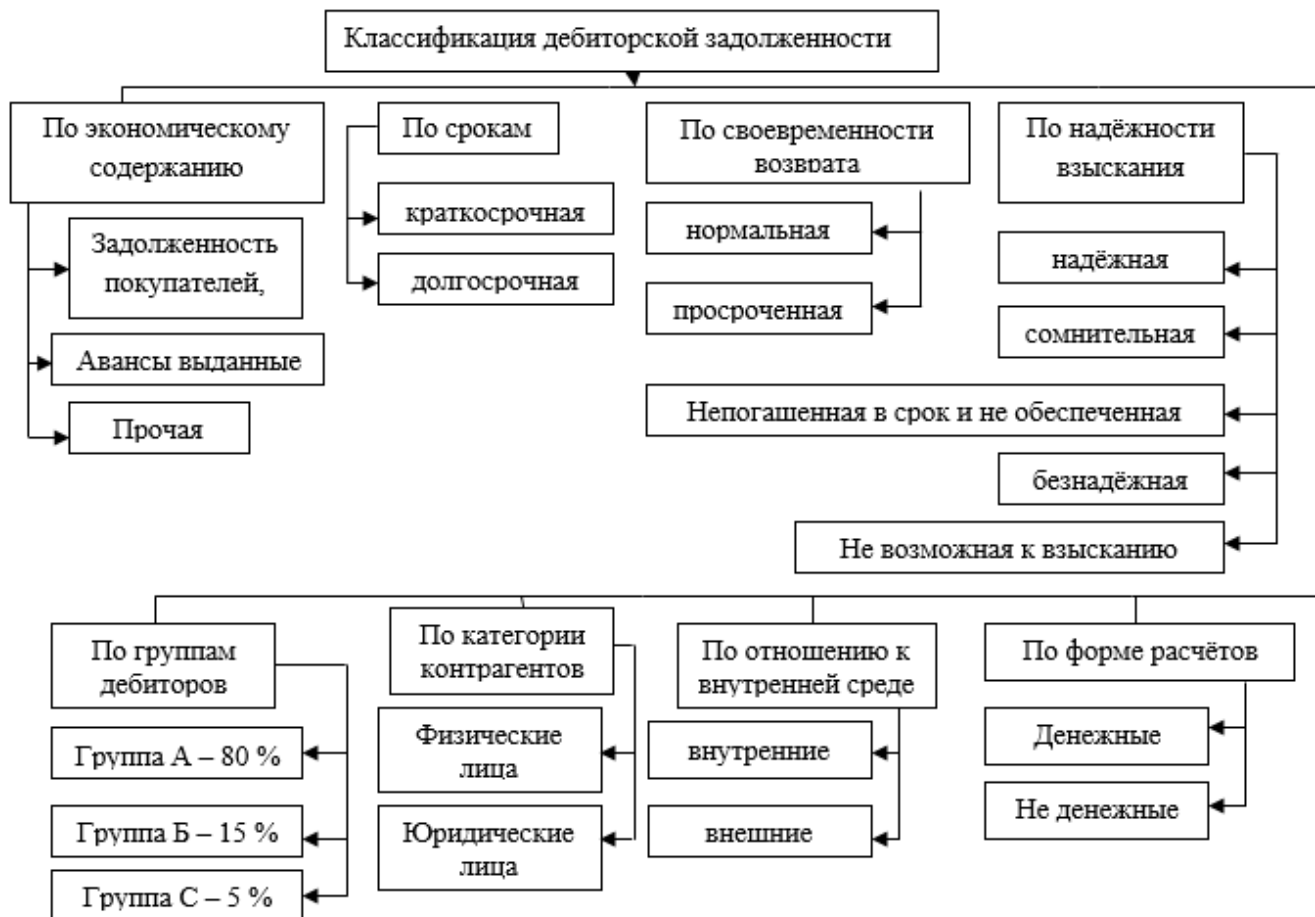 Классификация дебиторской задолженности
По экономическому
содержанию
Задолженность
покупателей,
Авансы выданные
Прочая
По срокам
краткосрочная
долгосрочная
По своевременности
возврата
нормальная
просроченная
По надёжности
взыскания
надёжная
сомнительная
Непогашенная в срок и не обеспеченная
безнадёжная
Не возможная к взысканию
По группам
дебиторов
Группа А – 80 %
Группа Б – 15 %
Группа С – 5 %
По категории
контрагентов
Физические
лица
Юридические
лица
По отношению к
внутренней среде
внутренние
внешние
По форме расчётов
Денежные
Не денежные